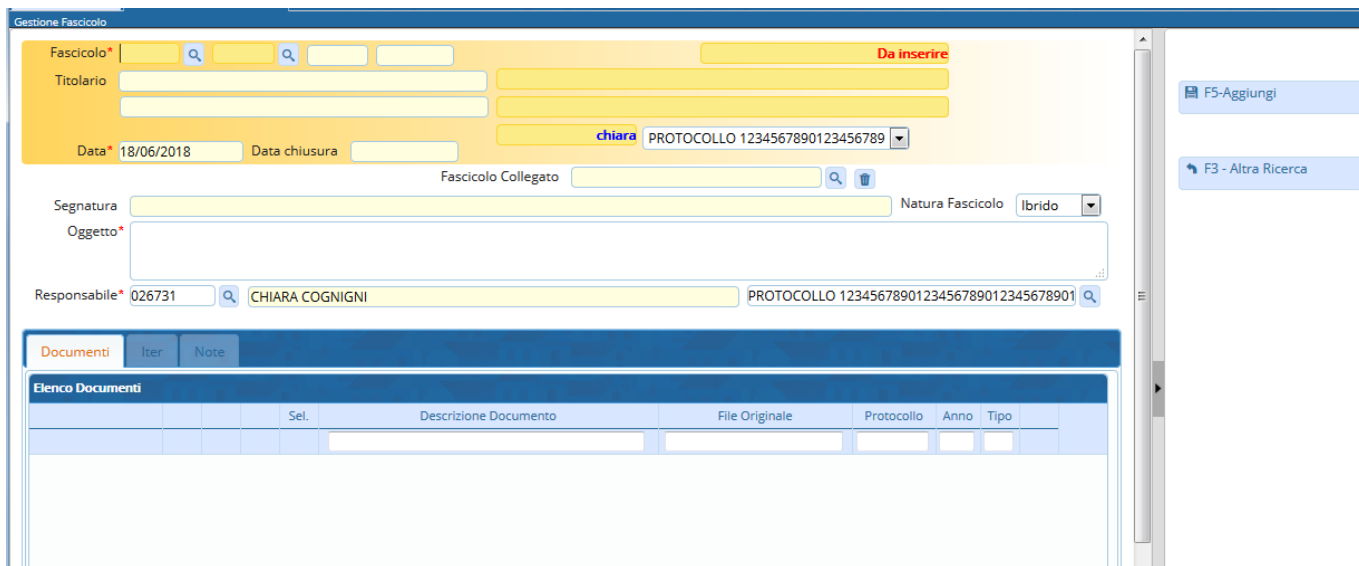 Gestione Fascicolo
Fascicolo* Da inserire
Titolario
chiara PROTOCOLLO 1234567890123456789
Data* 18/06/2018 Data chiusura
Fascicolo Collegato
Segnatura Natura Fascicolo Ibrido
Oggetto*
Responsabile* 026731 CHIARA COGNIGNI PROTOCOLLO 1234567890123456789012345678901
Documenti Iter Note
Elenco Documenti
Sel. Descrizione Documento File Originale Protocollo Anno Tipo
F5-Aggiungi
F3 - Altra Ricerca